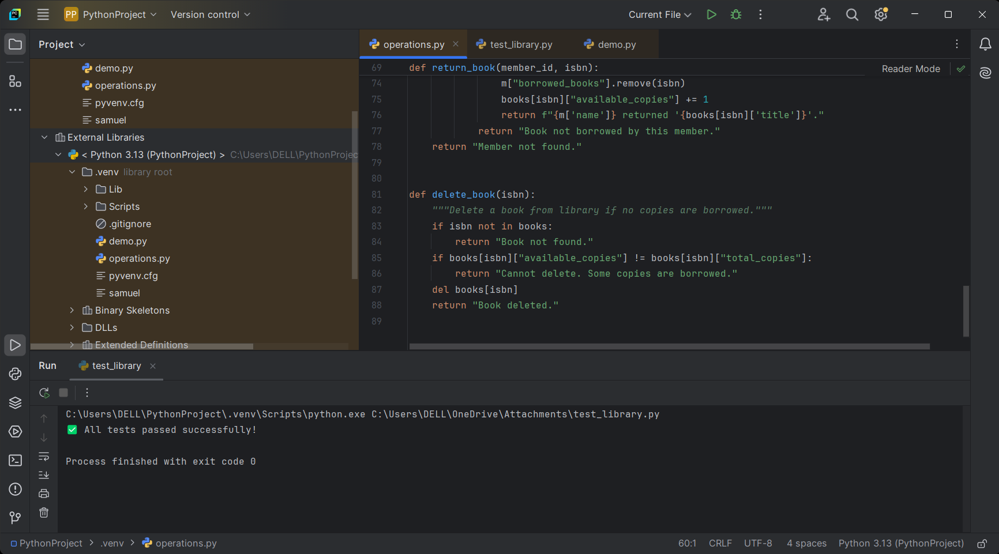 PP PythonProject Version control Current File
Project
operations.py test_library.py demo.py
demo.py
operations.py
pyvenv.cfg
samuel
External Libraries
< Python 3.13 (PythonProject) > C:\Users\DELL\PythonProjec
.venv library root
Lib
Scripts
.gitignore
demo.py
operations.py
pyvenv.cfg
samuel
Binary Skeletons
DLLs
Extended Definitions
Reader Mode
69 def return_book(member_id, isbn):
74 m["borrowed_books"].remove(isbn)
75 books[isbn]["available_copies"] += 1
76 return f"{m['name']} returned '{books[isbn]['title']}'."
77 return "Book not borrowed by this member."
78 return "Member not found."
79
80
81 def delete_book(isbn):
82 """Delete a book from library if no copies are borrowed."""
83 if isbn not in books:
84 return "Book not found."
85 if books[isbn]["available_copies"] != books[isbn]["total_copies"]:
86 return "Cannot delete. Some copies are borrowed."
87 del books[isbn]
88 return "Book deleted."
89
Run test_library
C:\Users\DELL\PythonProject\.venv\Scripts\python.exe C:\Users\DELL\OneDrive\Attachments\test_library.py
✅ All tests passed successfully!
Process finished with exit code 0
PythonProject > .venv > operations.py
60:1 CRLF UTF-8 4 spaces Python 3.13 (PythonProject)